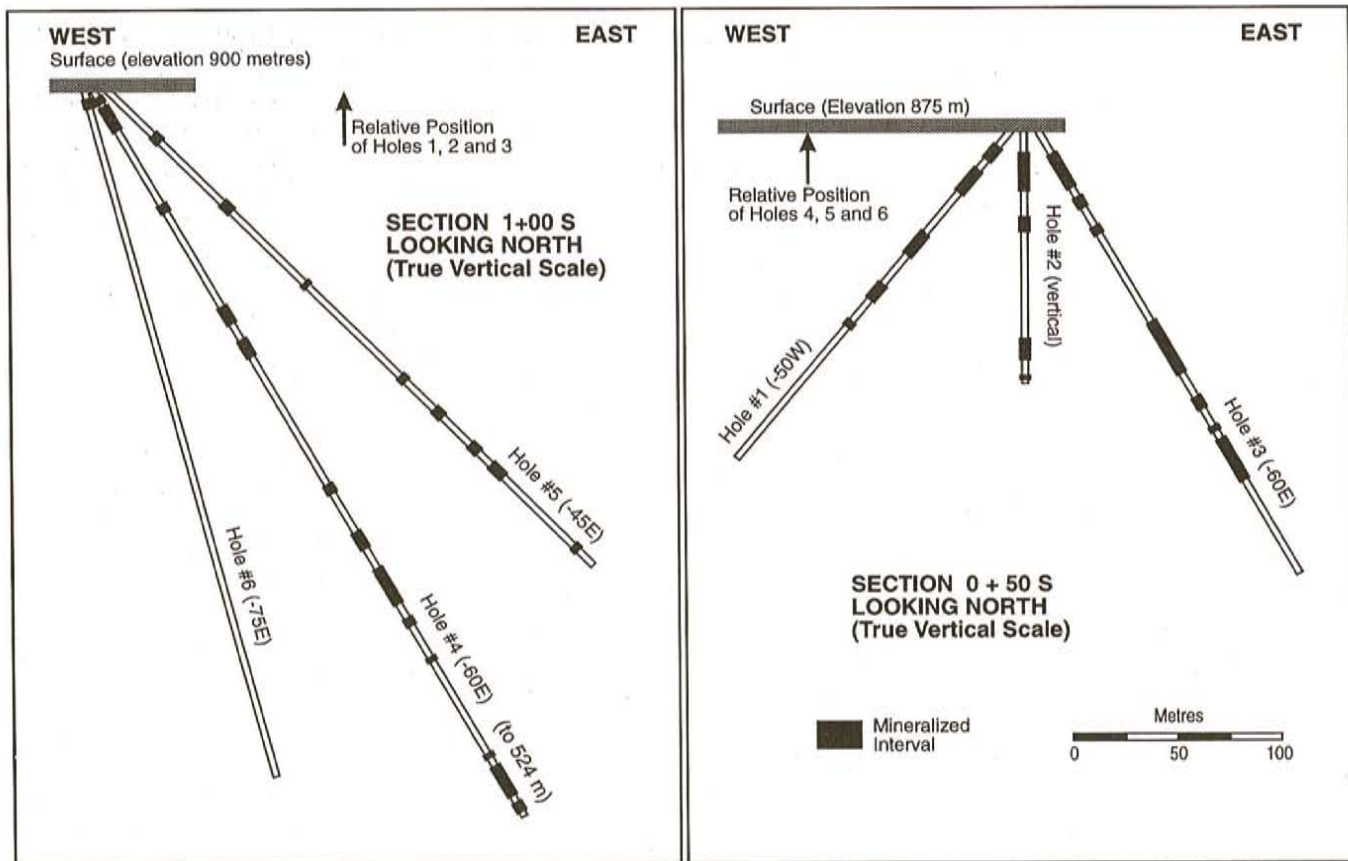 WEST
EAST
Surface (elevation 900 metres)
Relative Position
of Holes 1, 2 and 3
SECTION 1+00 S
LOOKING NORTH
(True Vertical Scale)
Hole #5 (-45E)
Hole #4 (-60E)
(to 524 m)
Hole #6 (-75E)
WEST
EAST
Surface (Elevation 875 m)
Relative Position
of Holes 4, 5 and 6
Hole #1 (-50W)
Hole #2 (vertical)
Hole #3 (-60E)
SECTION 0 + 50 S
LOOKING NORTH
(True Vertical Scale)
Mineralized
Interval
Metres
0 50 100